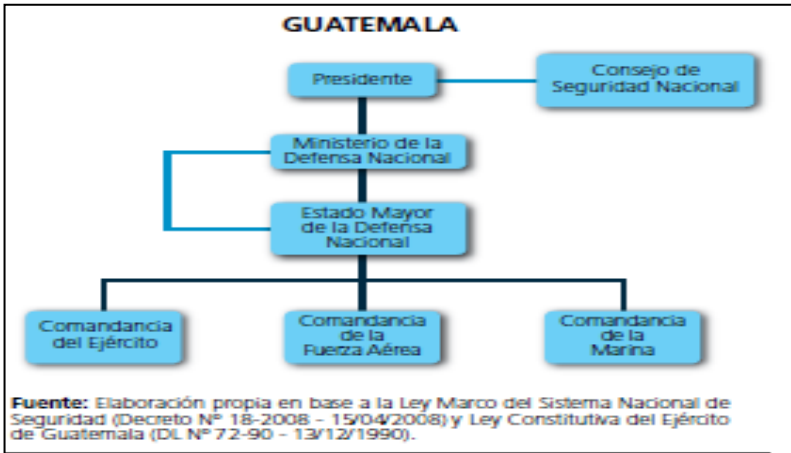 GUATEMALA
Presidente
Consejo de
Seguridad Nacional
Ministerio de la
Defensa Nacional
Estado Mayor
de la Defensa
Nacional
Comandancia
del Ejército
Comandancia
de la
Fuerza Aérea
Comandancia
de la
Marina
Fuente: Elaboración propia en base a la Ley Marco del Sistema Nacional de
Seguridad (Decreto Nº 18-2008 - 15/04/2008) y Ley Constitutiva del Ejército
de Guatemala (DL Nº 72-90 - 13/12/1990).